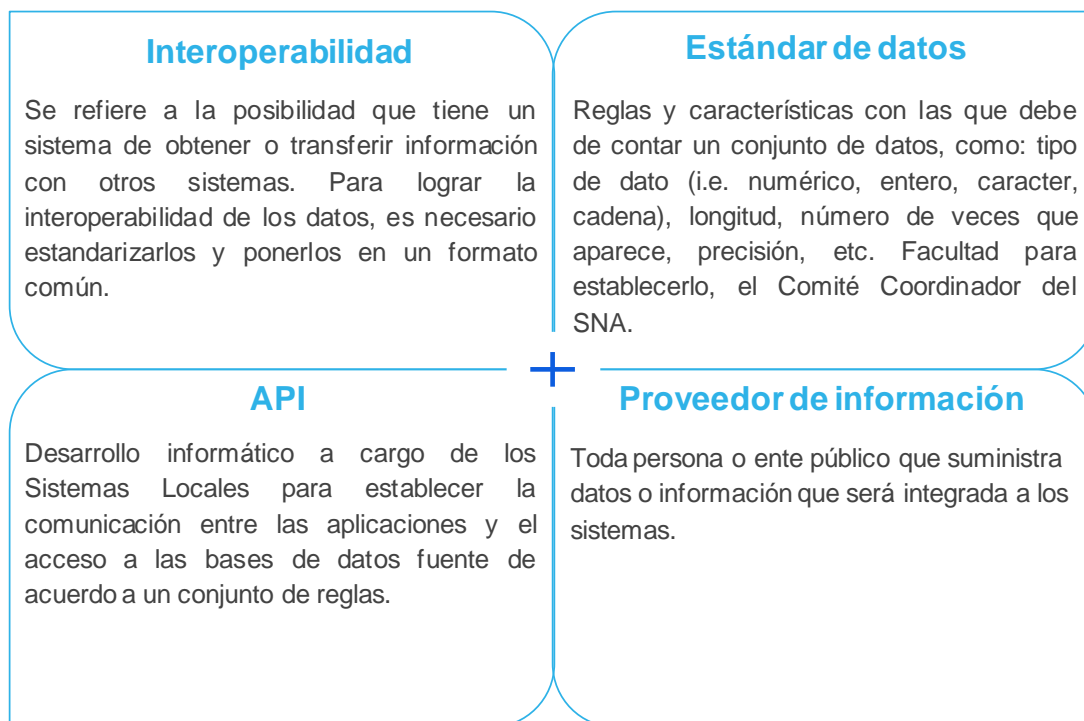 Interoperabilidad
Se refiere a la posibilidad que tiene un
sistema de obtener o transferir información
con otros sistemas. Para lograr la
interoperabilidad de los datos, es necesario
estandarizarlos y ponerlos en un formato
común.
Estándar de datos
Reglas y características con las que debe
de contar un conjunto de datos, como: tipo
de dato (i.e. numérico, entero, caracter,
cadena), longitud, número de veces que
aparece, precisión, etc. Facultad para
establecerlo, el Comité Coordinador del
SNA.
API
Desarrollo informático a cargo de los
Sistemas Locales para establecer la
comunicación entre las aplicaciones y el
acceso a las bases de datos fuente de
acuerdo a un conjunto de reglas.
Proveedor de información
Toda persona o ente público que suministra
datos o información que será integrada a los
sistemas.